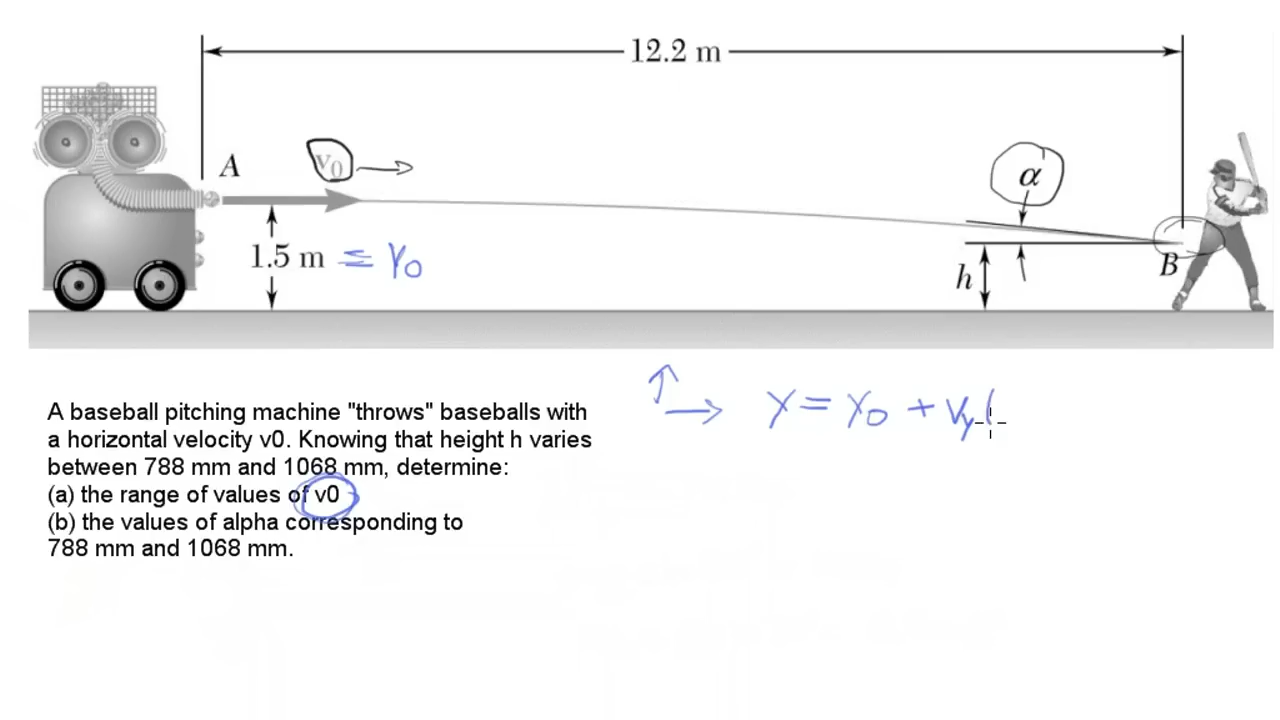 12.2 m
A
v0
α
1.5 m = y0
h
B
y = y0 + vy(
A baseball pitching machine "throws" baseballs with
a horizontal velocity v0. Knowing that height h varies
between 788 mm and 1068 mm, determine:
(a) the range of values of v0
(b) the values of alpha corresponding to
788 mm and 1068 mm.